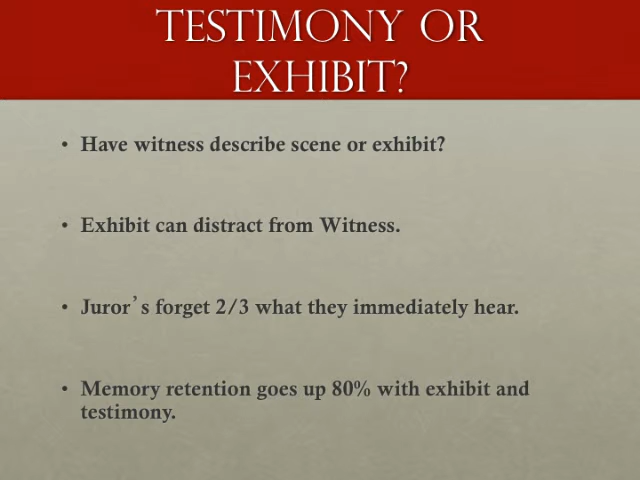 TESTIMONY OR
EXHIBIT?
• Have witness describe scene or exhibit?
• Exhibit can distract from Witness.
• Juror’s forget 2/3 what they immediately hear.
• Memory retention goes up 80% with exhibit and
testimony.